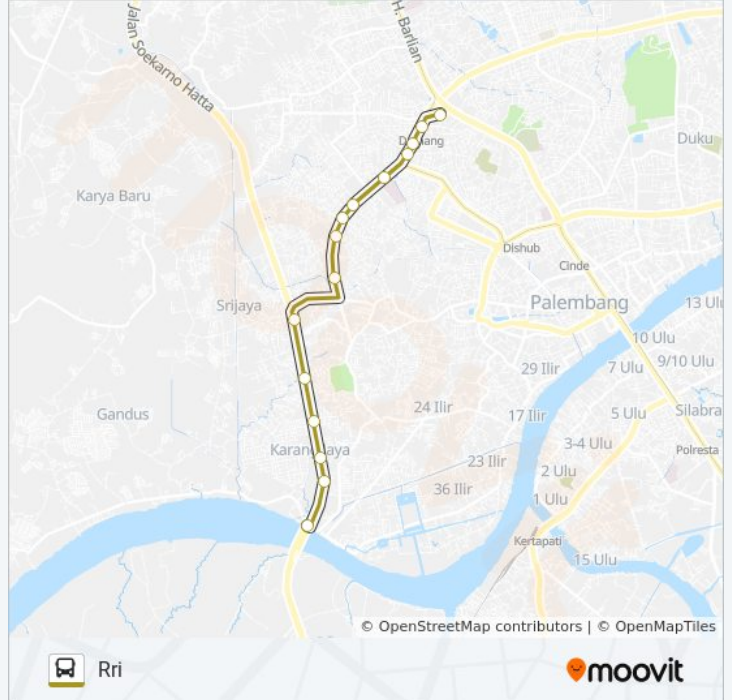 H. Barlian
Jalan Soekarno Hatta
Duku
Karya Baru
Dishub
Cinde
Srijaya
Palembang
13 Ulu
10 Ulu
9/10 Ulu
7 Ulu
29 Ilir
24 Ilir
Gandus
17 Ilir
5 Ulu
Silabra
3-4 Ulu
Polresta
23 Ilir
2 Ulu
36 Ilir
1 Ulu
Kertapati
15 Ulu
© OpenStreetMap contributors | © OpenMapTiles
Rri
moovit